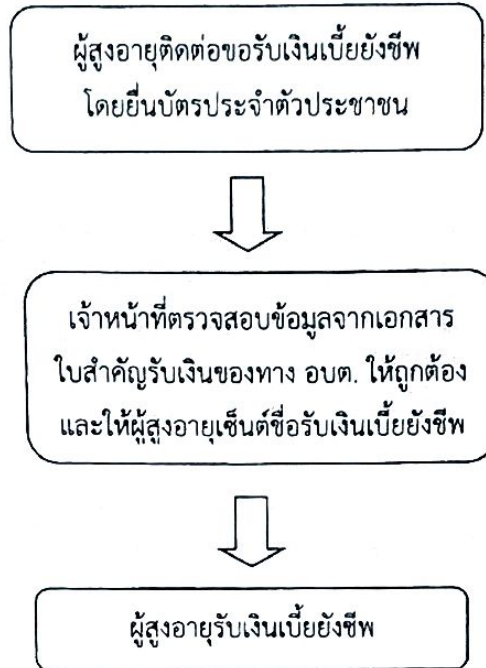 ผู้สูงอายุติดต่อขอรับเงินเบี้ยยังชีพ
โดยยื่นบัตรประจำตัวประชาชน
เจ้าหน้าที่ตรวจสอบข้อมูลจากเอกสาร
ใบสำคัญรับเงินของทาง อบต. ให้ถูกต้อง
และให้ผู้สูงอายุเซ็นต์ชื่อรับเงินเบี้ยยังชีพ
ผู้สูงอายุรับเงินเบี้ยยังชีพ